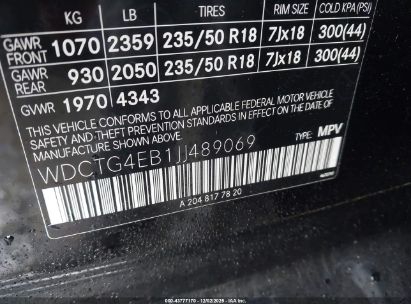 KG LB TIRES RIM SIZE COLD KPA(PSI)
GAWR FRONT 1070 2359 235/50 R18 7Jx18 300(44)
GAWR REAR 930 2050 235/50 R18 7Jx18 300(44)
GVWR 1970 4343
THIS VEHICLE CONFORMS TO ALL APPLICABLE FEDERAL MOTOR VEHICLE
SAFETY AND THEFT PREVENTION STANDARDS IN EFFECT ON THE DATE OF
WDCTG4EB1JJ489069 TYPE: MPV
A 204 817 78 20